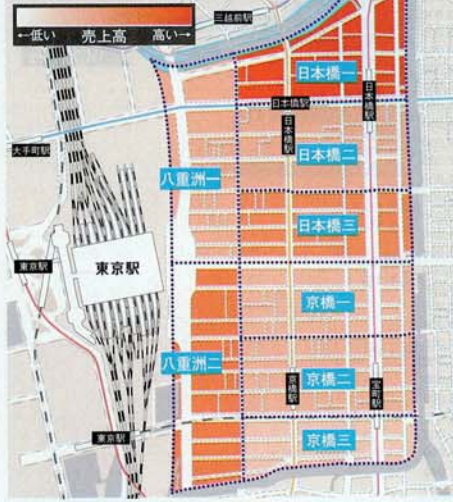 三越前駅
←低い 売上高 高い→
日本橋一
日本橋駅
日本橋駅
日本橋駅
大手町駅
日本橋二
八重洲一
日本橋三
東京駅
東京駅
京橋一
八重洲二
京橋二
京橋駅
宝町駅
京橋三
東京駅